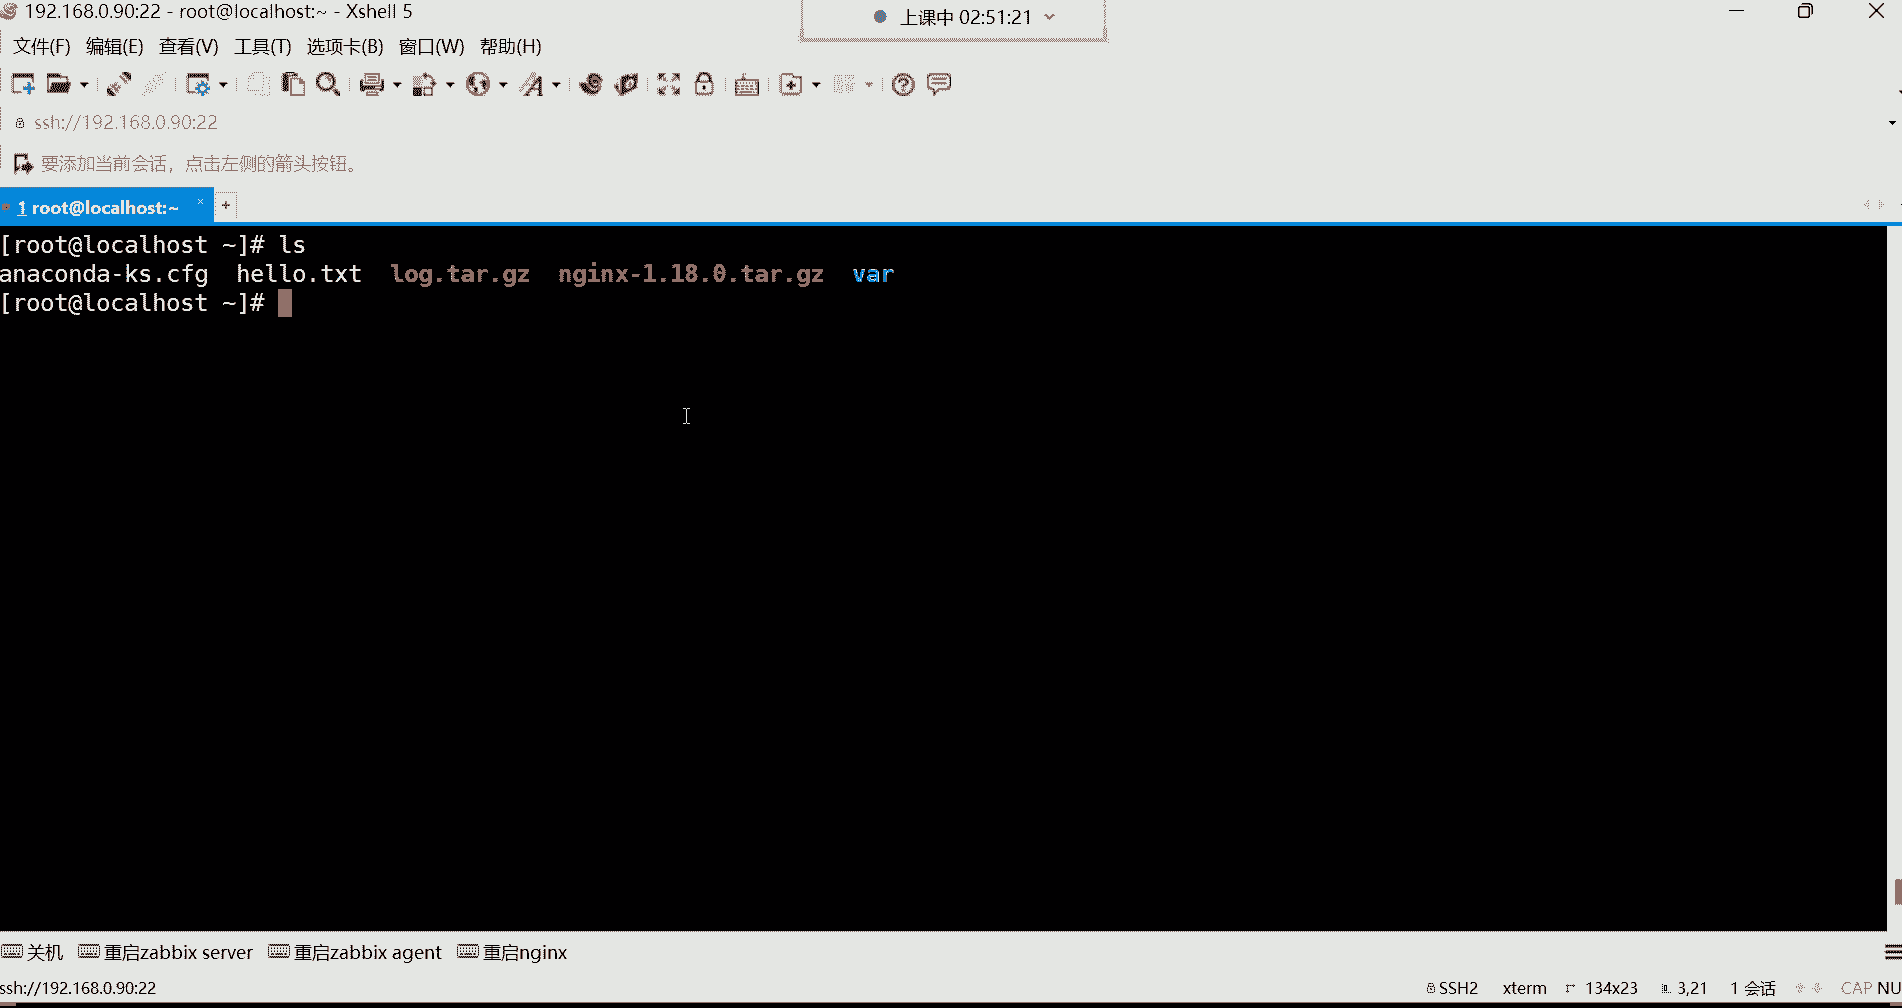 192.168.0.90:22 - root@localhost:~ - Xshell 5
上课中 02:51:21
文件(F) 编辑(E) 查看(V) 工具(T) 选项卡(B) 窗口(W) 帮助(H)
ssh://192.168.0.90:22
要添加当前会话，点击左侧的箭头按钮。
1 root@localhost:~ × +
[root@localhost ~]# ls
anaconda-ks.cfg hello.txt log.tar.gz nginx-1.18.0.tar.gz var
[root@localhost ~]#
关机 重启zabbix server 重启zabbix agent 重启nginx
ssh://192.168.0.90:22 SSH2 xterm 134x23 3,21 1 会话 CAP NU